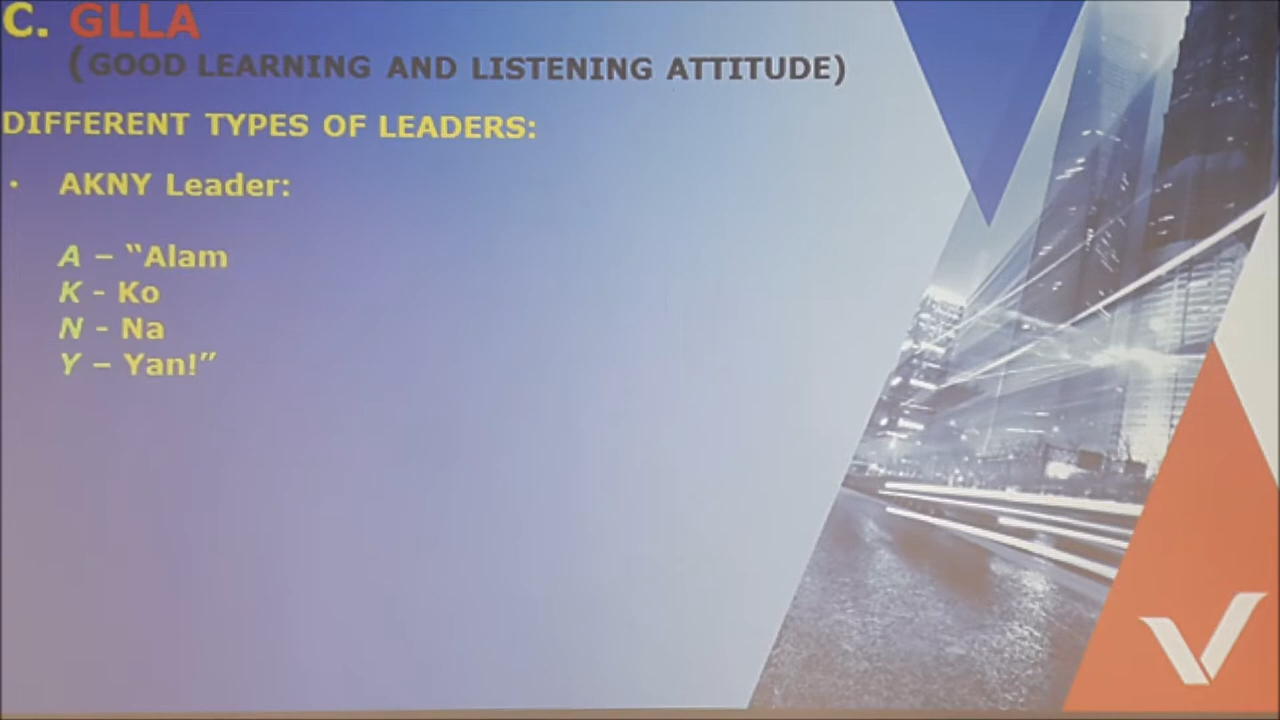 C. GLLA
(GOOD LEARNING AND LISTENING ATTITUDE)
DIFFERENT TYPES OF LEADERS:
• AKNY Leader:
A – “Alam
K - Ko
N - Na
Y – Yan!”